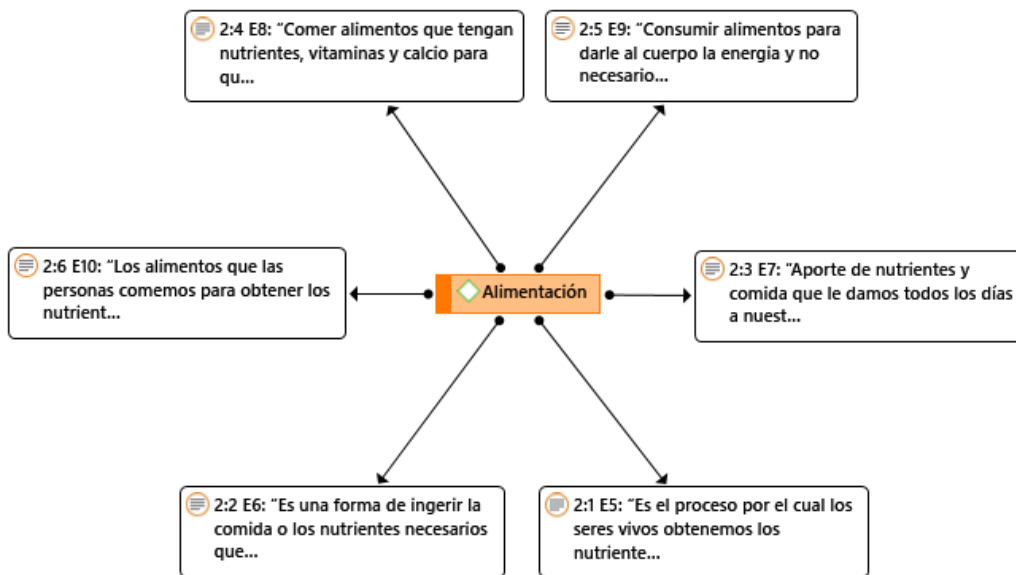 2:4 E8: “Comer alimentos que tengan
nutrientes, vitaminas y calcio para
qu...
2:5 E9: “Consumir alimentos para
darle al cuerpo la energia y no
necesario...
2:6 E10: “Los alimentos que las
personas comemos para obtener los
nutrient...
Alimentación
2:3 E7: “Aporte de nutrientes y
comida que le damos todos los días
a nuest...
2:2 E6: “Es una forma de ingerir la
comida o los nutrientes necesarios
que...
2:1 E5: “Es el proceso por el cual los
seres vivos obtenemos los
nutriente...